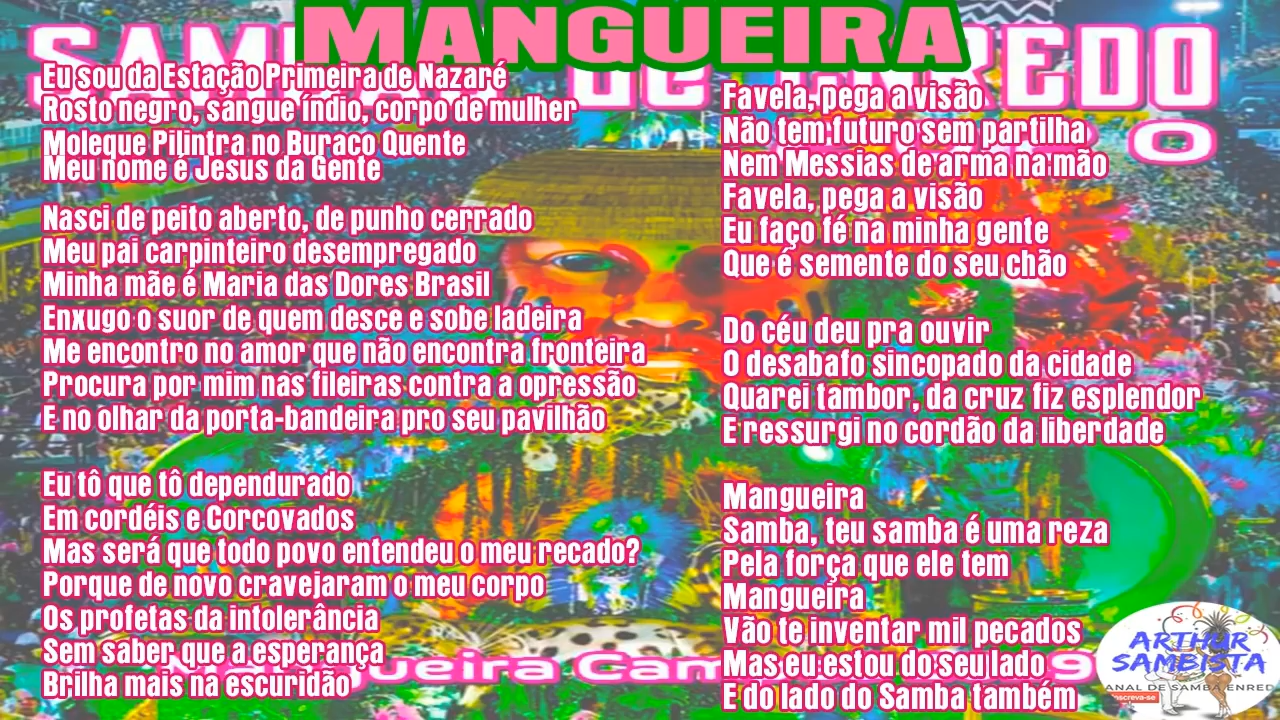 MANGUEIRA
Eu sou da Estação Primeira de Nazaré
Rosto negro, sangue índio, corpo de mulher
Moleque Pilintra no Buraco Quente
Meu nome é Jesus da Gente
Nasci de peito aberto, de punho cerrado
Meu pai carpinteiro desempregado
Minha mãe é Maria das Dores Brasil
Enxugo o suor de quem desce e sobe ladeira
Me encontro no amor que não encontra fronteira
Procura por mim nas fileiras contra a opressão
E no olhar da porta-bandeira pro seu pavilhão
Eu tô que tô dependurado
Em cordéis e Corcovados
Mas será que todo povo entendeu o meu recado?
Porque de novo cravejaram o meu corpo
Os profetas da intolerância
Sem saber que a esperança
Brilha mais na escuridão
Favela, pega a visão
Não tem futuro sem partilha
Nem Messias de arma na mão
Favela, pega a visão
Eu faço fé na minha gente
Que é semente do seu chão
Do céu deu pra ouvir
O desabafo sincopado da cidade
Quarei tambor, da cruz fiz esplendor
E ressurgi no cordão da liberdade
Mangueira
Samba, teu samba é uma reza
Pela força que ele tem
Mangueira
Vão te inventar mil pecados
Mas eu estou do seu lado
E do lado do Samba também
ARTHUR
SAMBISTA
ANAL DE SAMBA ENRED
inscreva-se